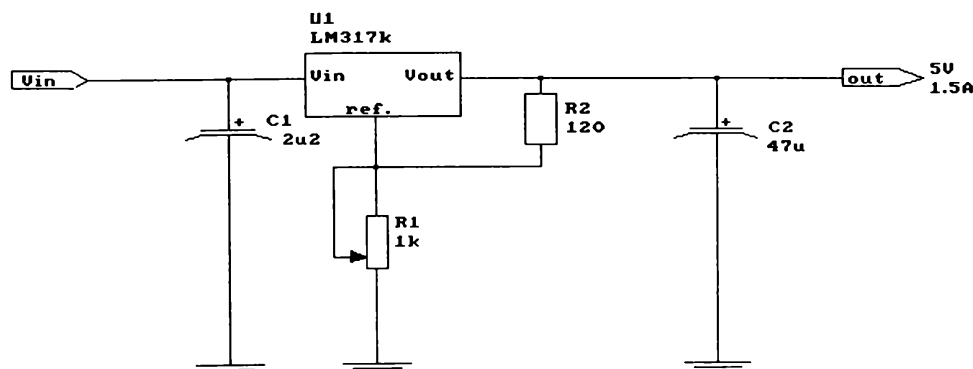 U1
LM317k
Vin
Vin
Vout
ref.
out
5V
1.5A
C1
2u2
R2
120
C2
47u
R1
1k